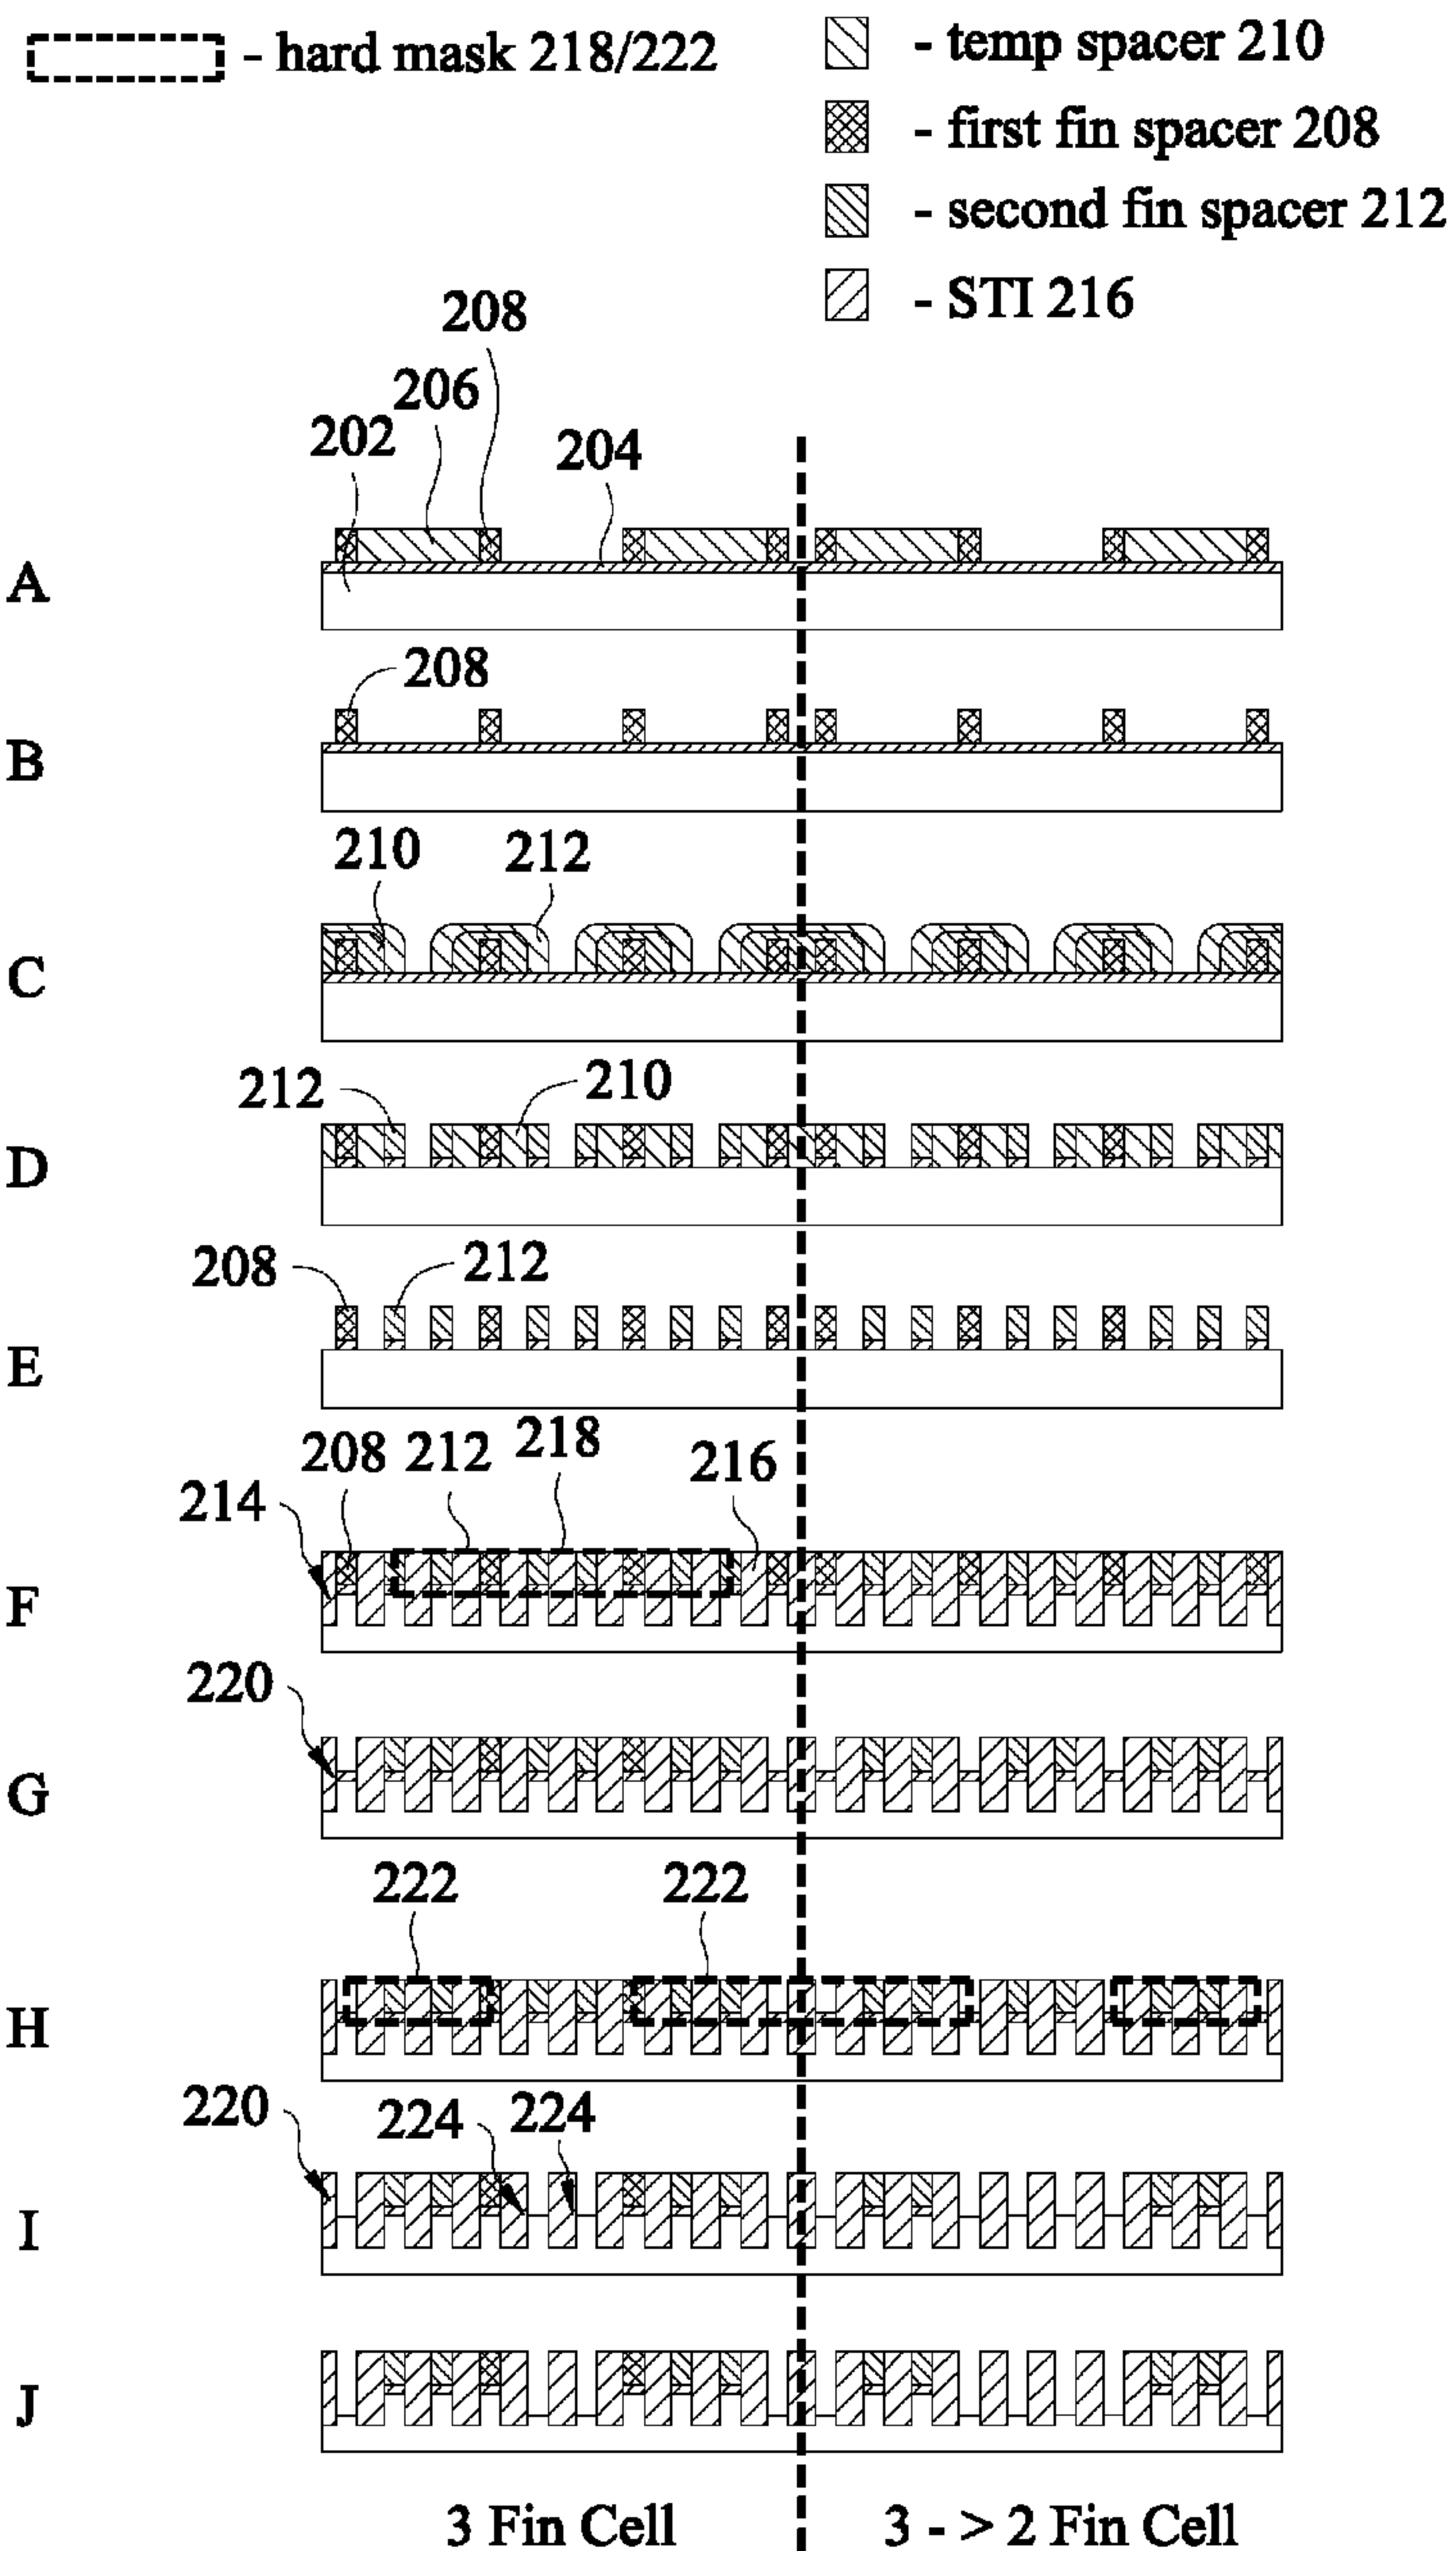 - hard mask 218/222
- temp spacer 210
- first fin spacer 208
- second fin spacer 212
- STI 216
208
206
202
204
A
208
B
210 212
C
212 210
D
208 212
E
208 212 218 216
214
F
220
G
222 222
H
220 224 224
I
J
3 Fin Cell 3 - > 2 Fin Cell